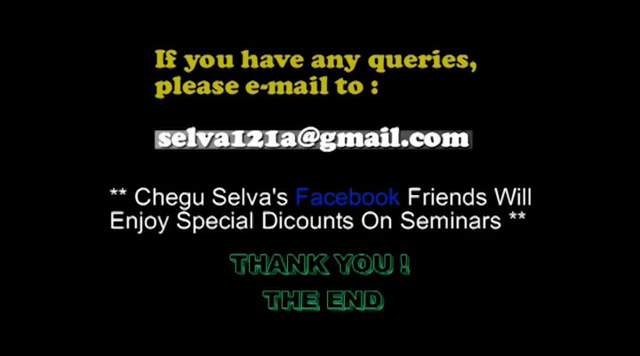 If you have any queries,
please e-mail to :
selva121a@gmail.com
** Chegu Selva's Facebook Friends Will
Enjoy Special Dicounts On Seminars **
THANK YOU !
THE END